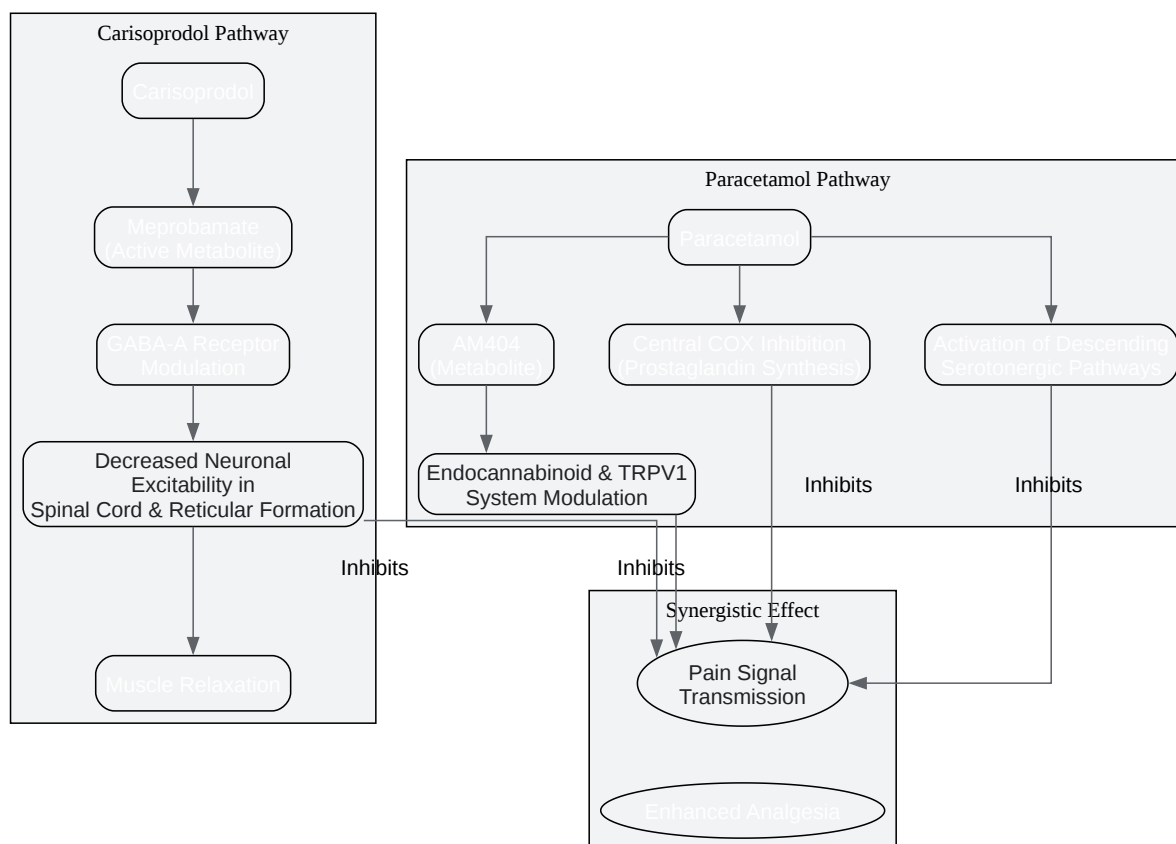 Carisoprodol Pathway
Carisoprodol
Meprobamate
(Active Metabolite)
GABA-A Receptor
Modulation
Decreased Neuronal
Excitability in
Spinal Cord & Reticular Formation
Inhibits
Muscle Relaxation
Paracetamol Pathway
Paracetamol
AM404
(Metabolite)
Central COX Inhibition
(Prostaglandin Synthesis)
Activation of Descending
Serotonergic Pathways
Endocannabinoid & TRPV1
System Modulation
Inhibits
Inhibits
Inhibits
Synergistic Effect
Pain Signal
Transmission
Enhanced Analgesia